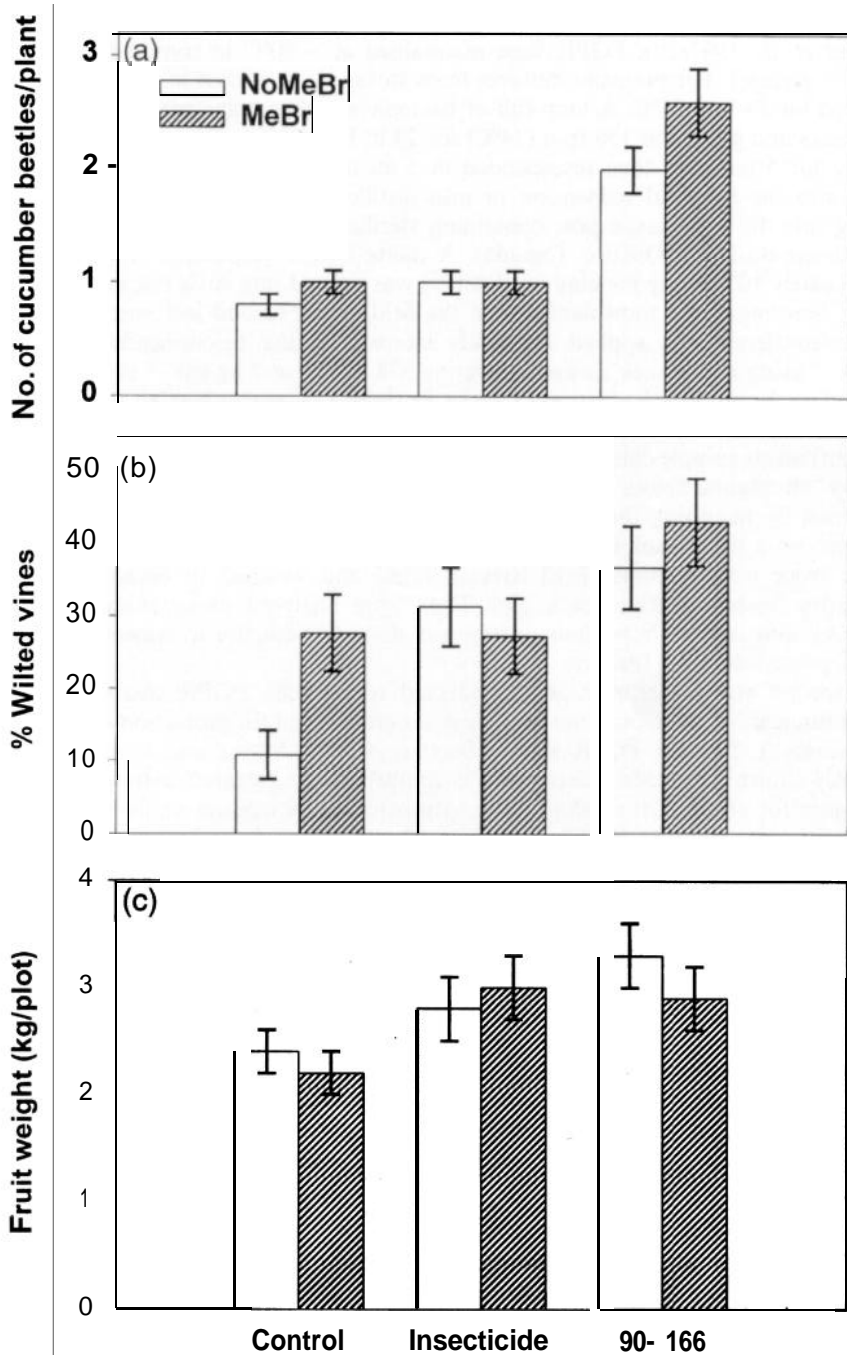 No. of cucumber beetles/plant
(a)
NoMeBr
MeBr
3
2
1
0
% Wilted vines
(b)
50
40
30
20
10
0
Fruit weight (kg/plot)
(c)
4
3
2
1
0
Control Insecticide 90- 166